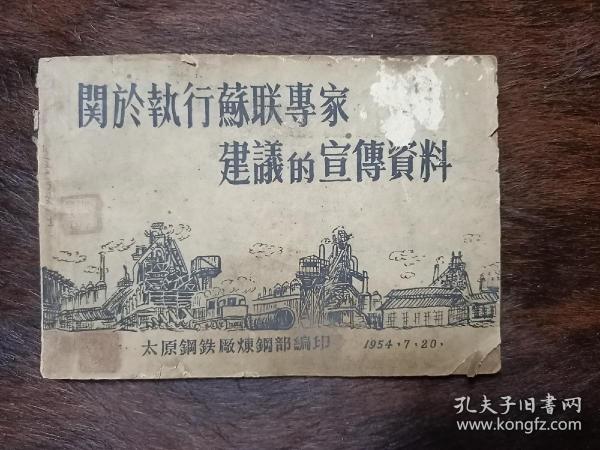 関於執行蘇联專家
建議的宣傳資料
太原鋼鉄廠煉鋼部編印
1954,7,20,
孔夫子旧書网
www.kongfz.com